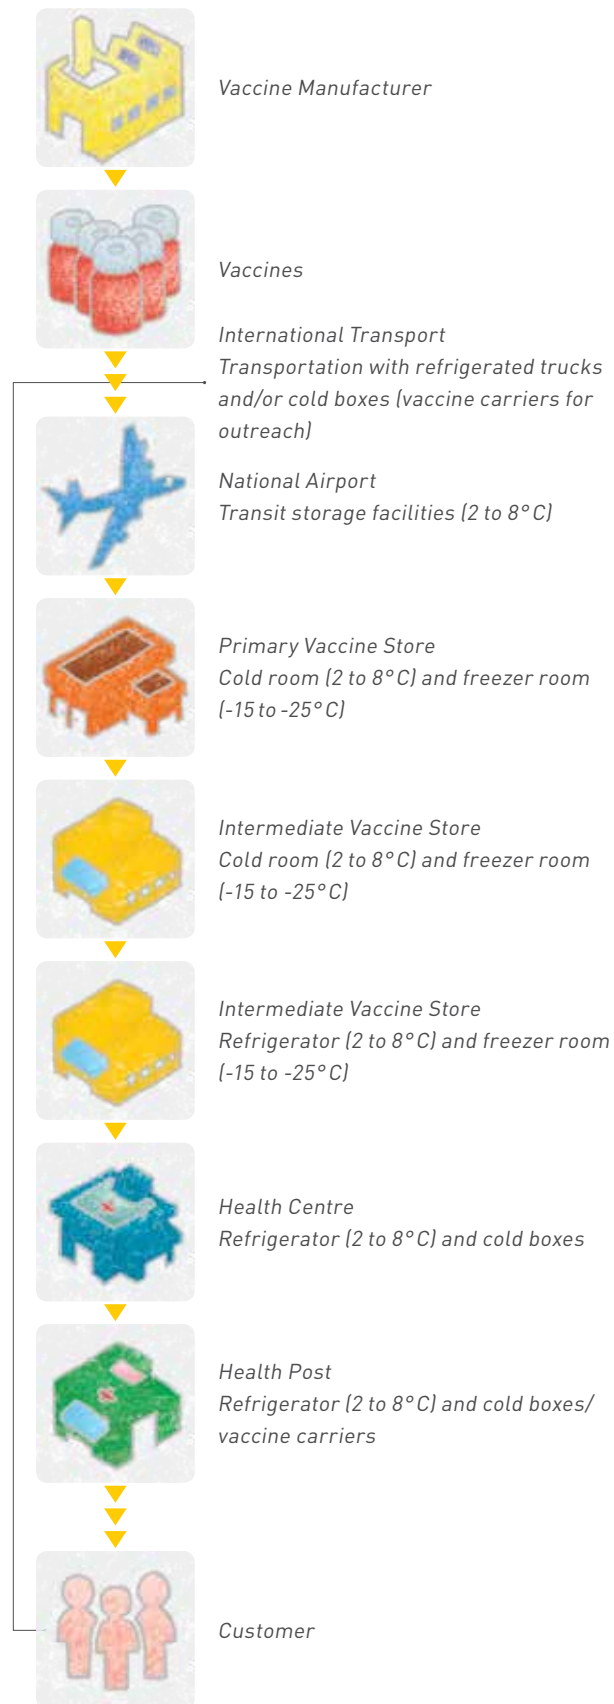 Vaccine Manufacturer
Vaccines
International Transport
Transportation with refrigerated trucks
and/or cold boxes (vaccine carriers for
outreach)
National Airport
Transit storage facilities (2 to 8°C)
Primary Vaccine Store
Cold room (2 to 8°C) and freezer room
(-15 to -25°C)
Intermediate Vaccine Store
Cold room (2 to 8°C) and freezer room
(-15 to -25°C)
Intermediate Vaccine Store
Refrigerator (2 to 8°C) and freezer room
(-15 to -25°C)
Health Centre
Refrigerator (2 to 8°C) and cold boxes
Health Post
Refrigerator (2 to 8°C) and cold boxes/
vaccine carriers
Customer